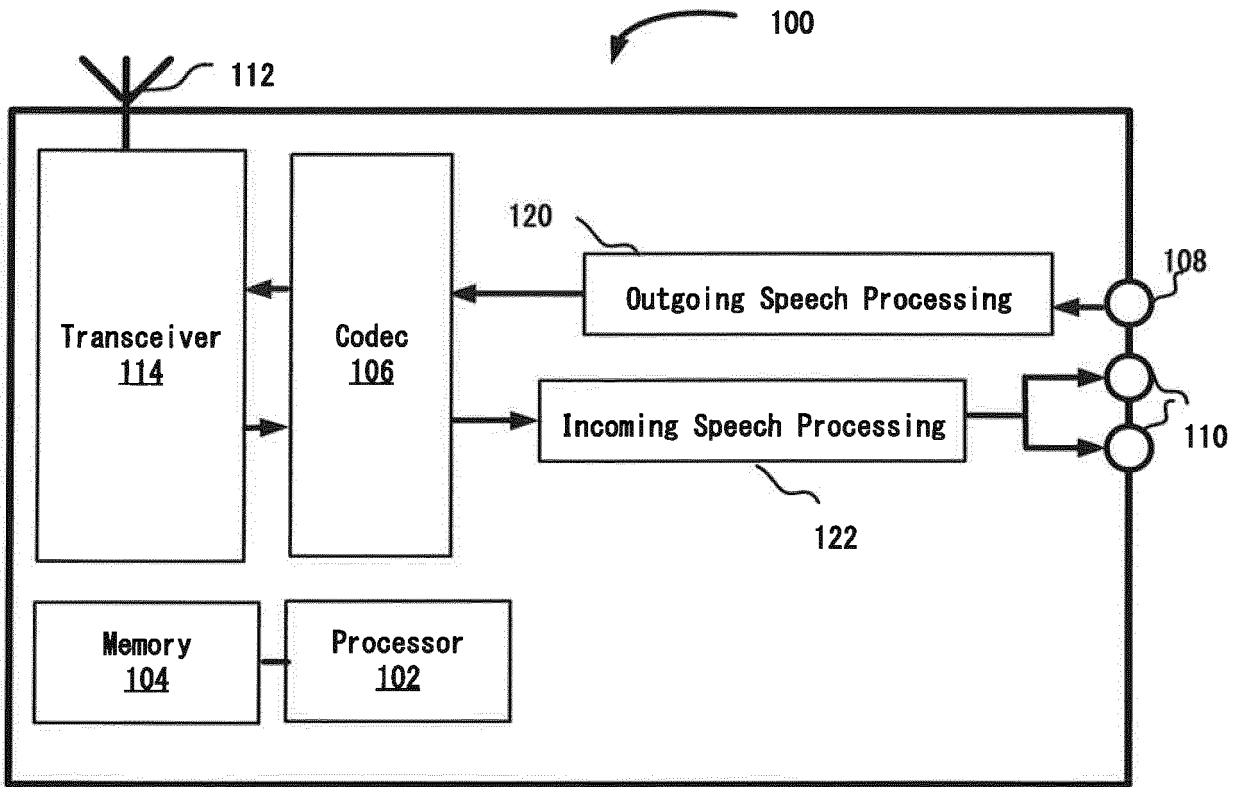 100
112
120
108
Outgoing Speech Processing
Transceiver
114
Codec
106
Incoming Speech Processing
110
122
Memory
104
Processor
102